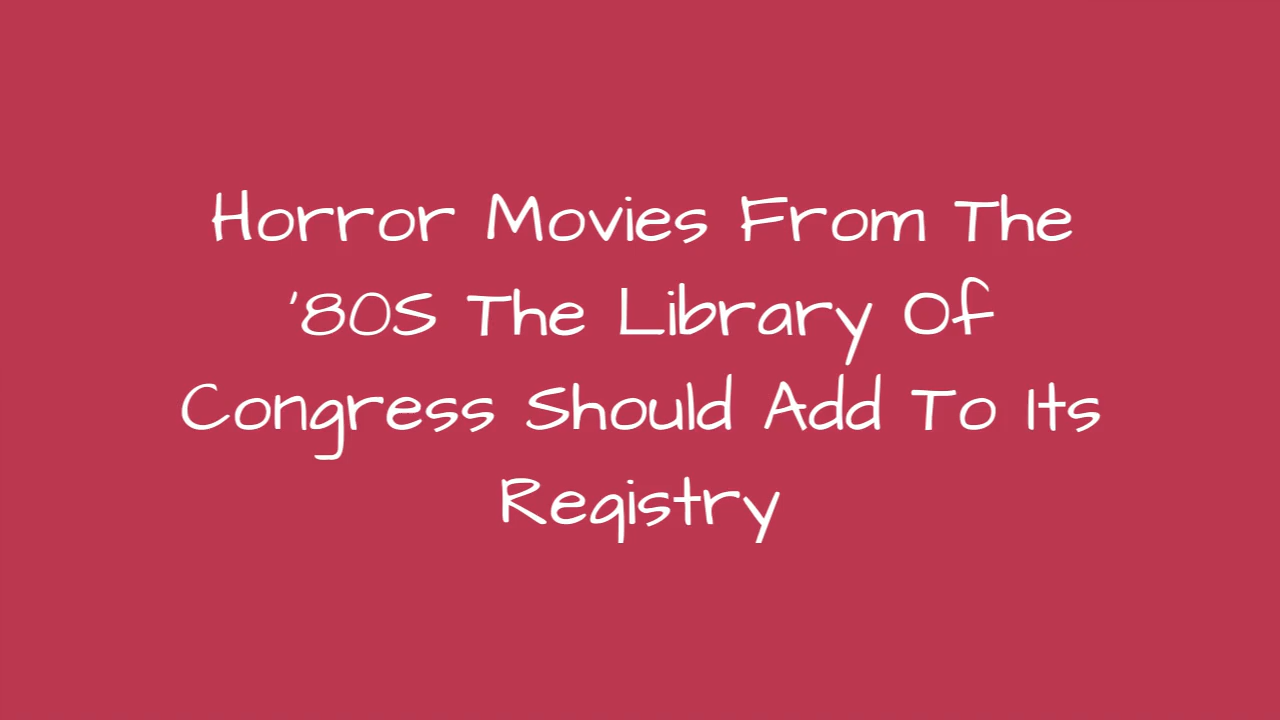 Horror Movies From The
'80S The Library Of
Congress Should Add To Its
Registry